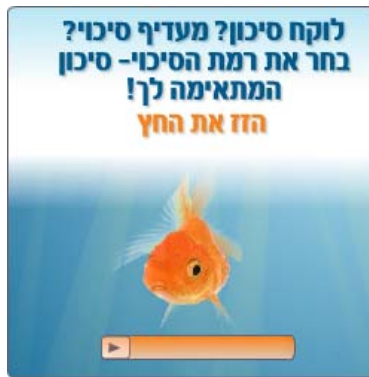 לוקח סיכון? מעדיף סיכוי?
בחר את רמת הסיכוי- סיכון
המתאימה לך!
הזז את החץ